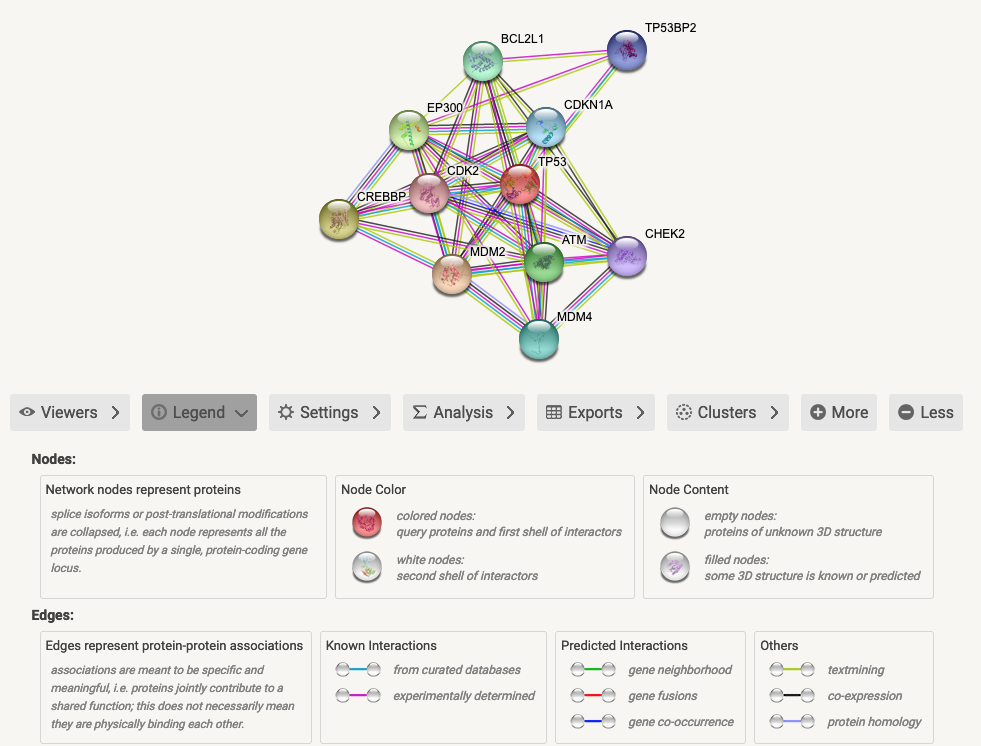 TP53BP2
BCL2L1
EP300
CDKN1A
TP53
CDK2
CREBBP
CHEK2
ATM
MDM2
MDM4
Viewers
Legend
Settings
Analysis
Exports
Clusters
More
Less
Nodes:
Network nodes represent proteins
splice isoforms or post-translational modifications
are collapsed, i.e. each node represents all the
proteins produced by a single, protein-coding gene
locus.
Node Color
colored nodes:
query proteins and first shell of interactors
white nodes:
second shell of interactors
Node Content
empty nodes:
proteins of unknown 3D structure
filled nodes:
some 3D structure is known or predicted
Edges:
Edges represent protein-protein associations
associations are meant to be specific and
meaningful, i.e. proteins jointly contribute to a
shared function; this does not necessarily mean
they are physically binding each other.
Known Interactions
from curated databases
experimentally determined
Predicted Interactions
gene neighborhood
gene fusions
gene co-occurrence
Others
textmining
co-expression
protein homology